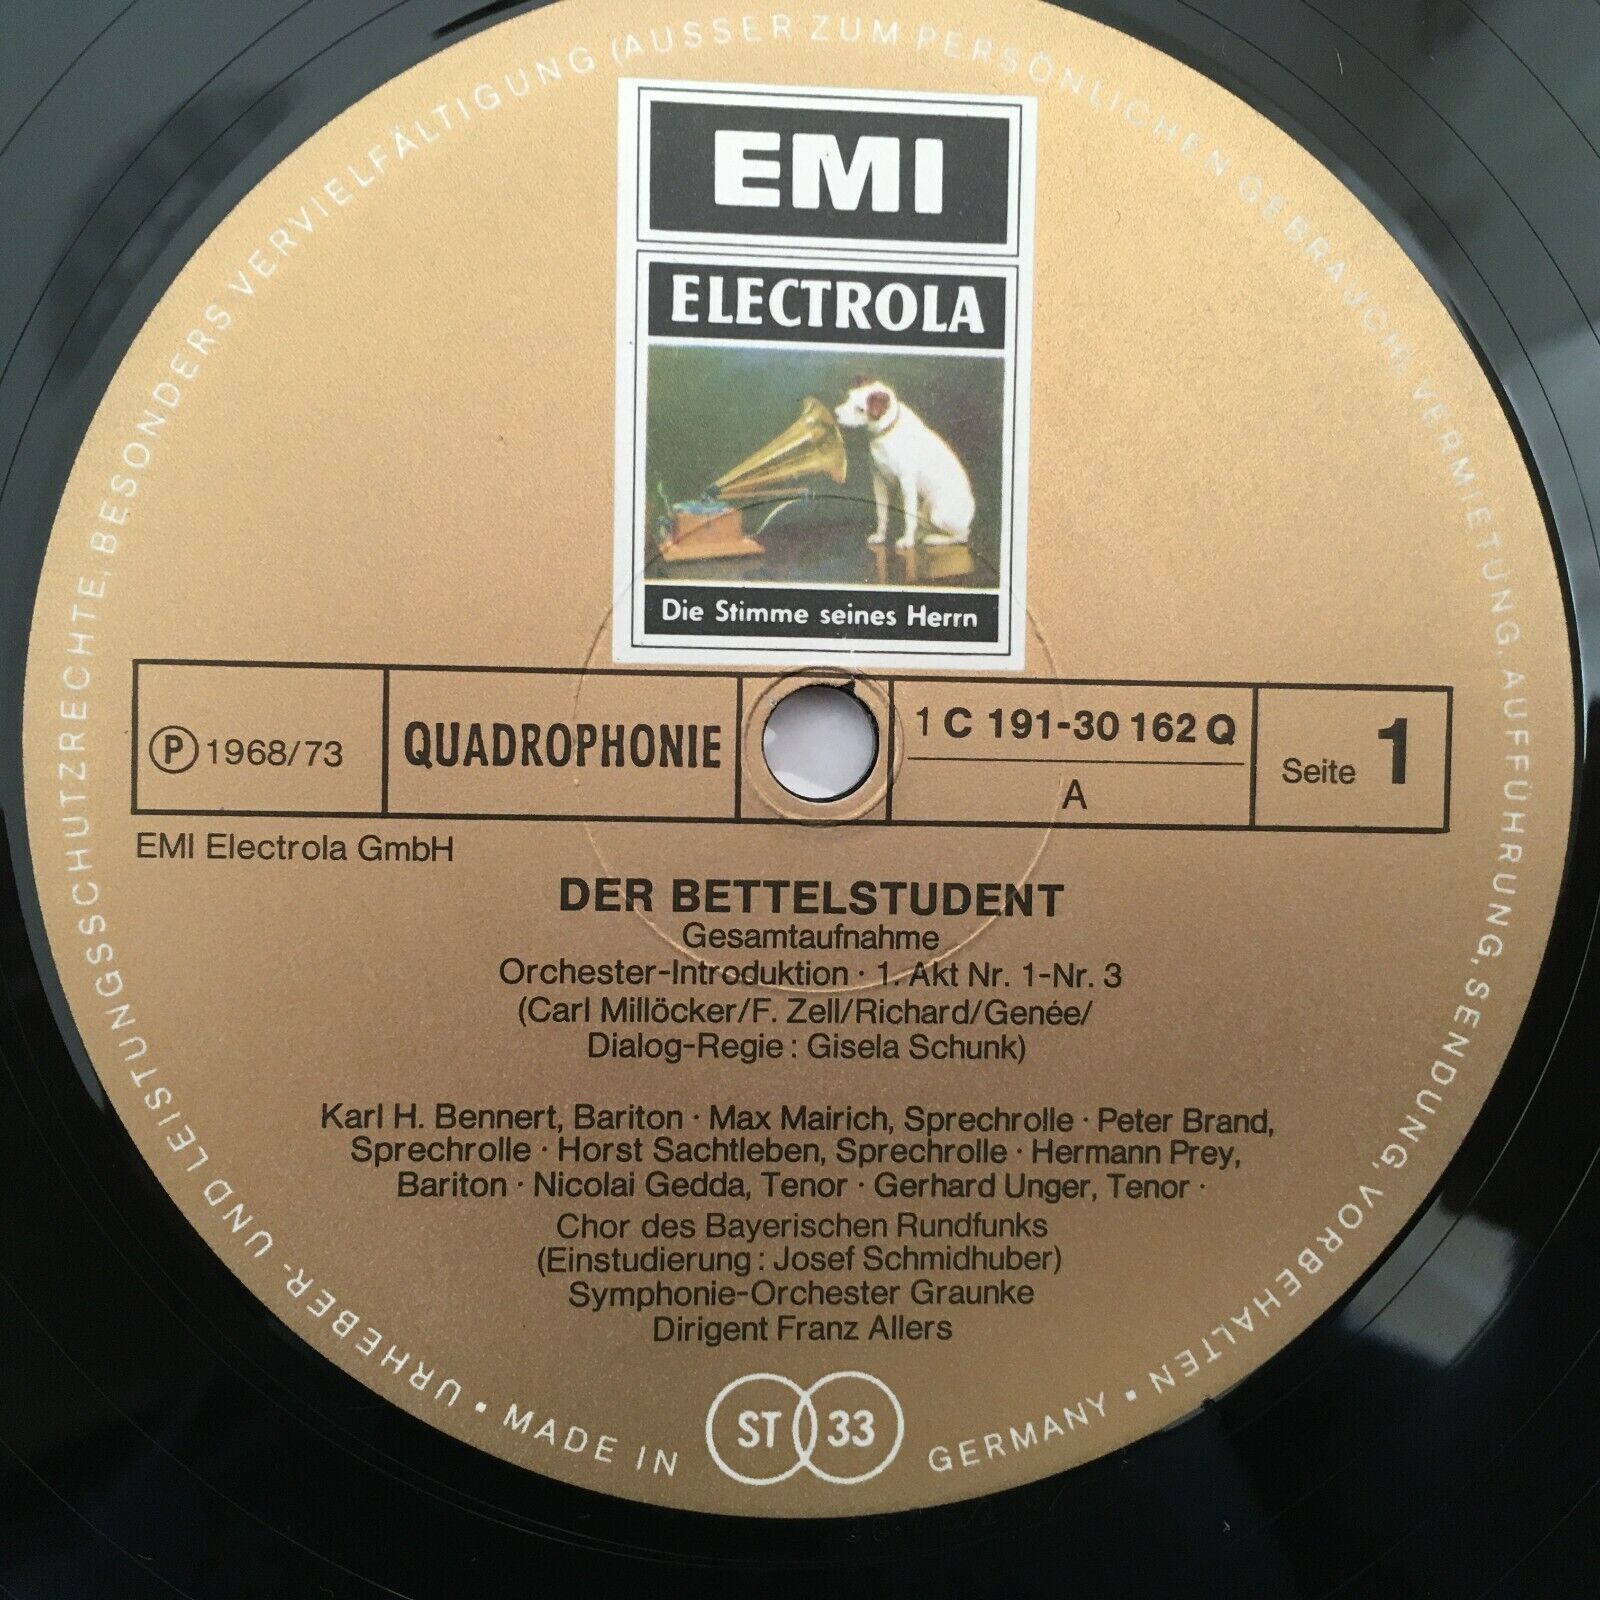 URHEBER- UND LEISTUNGSSCHUTZRECHTE, BESONDERS VERVIELFÄLTIGUNG (AUSSER ZUM PERSÖNLICHEN GEBRAUCH) VERMIETUNG, AUFFÜHRUNG, SENDUNG, VORBEHALTEN •
EMI
ELECTROLA
Die Stimme seines Herrn
Ⓟ 1968/73
QUADROPHONIE
1 C 191-30 162 Q
A
Seite 1
EMI Electrola GmbH
DER BETTELSTUDENT
Gesamtaufnahme
Orchester-Introduktion · 1. Akt Nr. 1-Nr. 3
(Carl Millöcker/F. Zell/Richard/Genée/
Dialog-Regie : Gisela Schunk)
Karl H. Bennert, Bariton · Max Mairich, Sprechrolle · Peter Brand,
Sprechrolle · Horst Sachtleben, Sprechrolle · Hermann Prey,
Bariton · Nicolai Gedda, Tenor · Gerhard Unger, Tenor ·
Chor des Bayerischen Rundfunks
(Einstudierung : Josef Schmidhuber)
Symphonie-Orchester Graunke
Dirigent Franz Allers
• MADE IN
ST 33
GERMANY